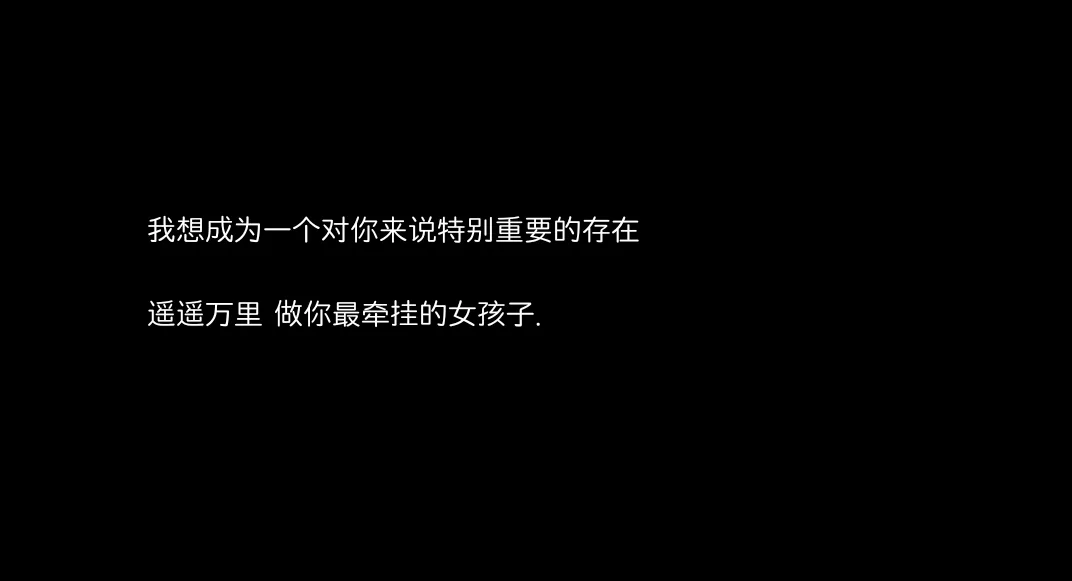 我想成为一个对你来说特别重要的存在
遥遥万里 做你最牵挂的女孩子.